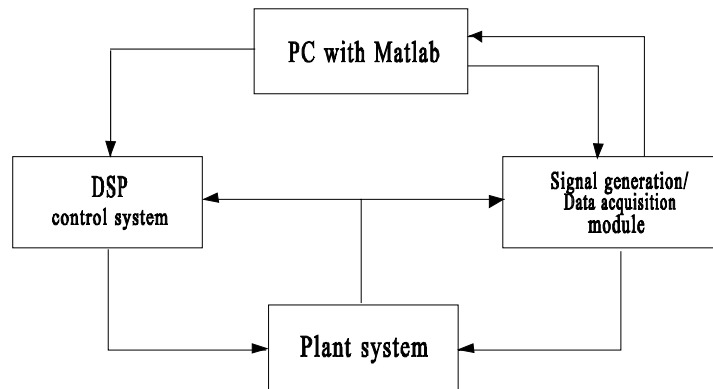 PC with Matlab
DSP
control system
Signal generation/
Data acquisition
module
Plant system